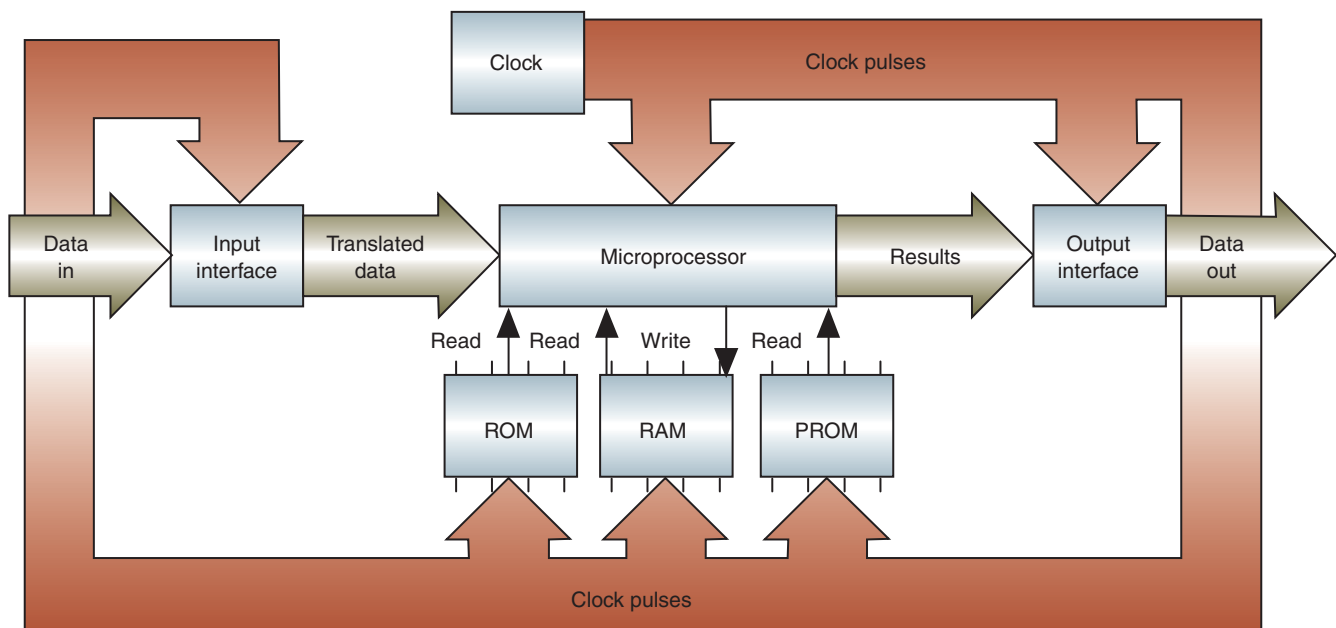 Clock
Clock pulses
Data
in
Input
interface
Translated
data
Microprocessor
Results
Output
interface
Data
out
Read
Read
Write
Read
ROM
RAM
PROM
Clock pulses